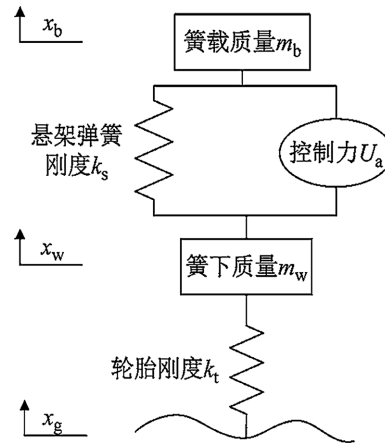 x_b
簧载质量m_b
悬架弹簧
刚度k_s
控制力U_a
x_w
簧下质量m_w
轮胎刚度k_t
x_g